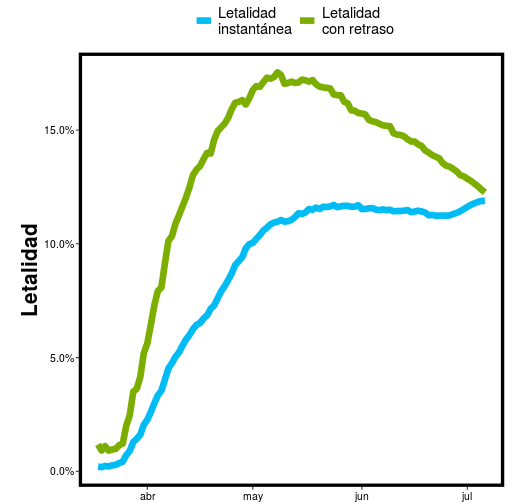 Letalidad
instantánea
Letalidad
con retraso
Letalidad
15.0%
10.0%
5.0%
0.0%
abr
may
jun
jul